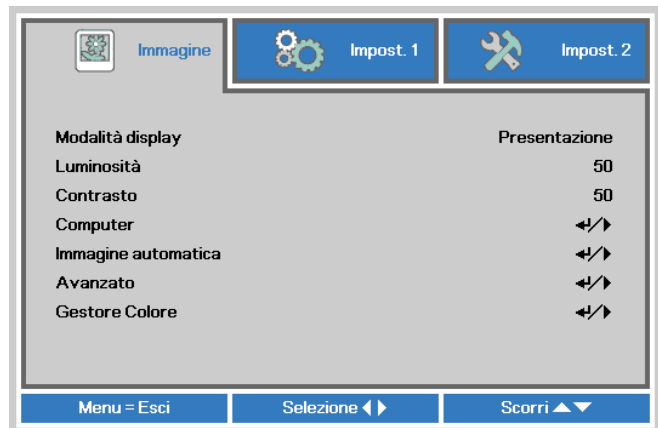 Immagine Impost. 1 Impost. 2
Modalità display Presentazione
Luminosità 50
Contrasto 50
Computer ↵/▶
Immagine automatica ↵/▶
Avanzato ↵/▶
Gestore Colore ↵/▶
Menu = Esci Selezione ◀▶ Scorri ▲▼